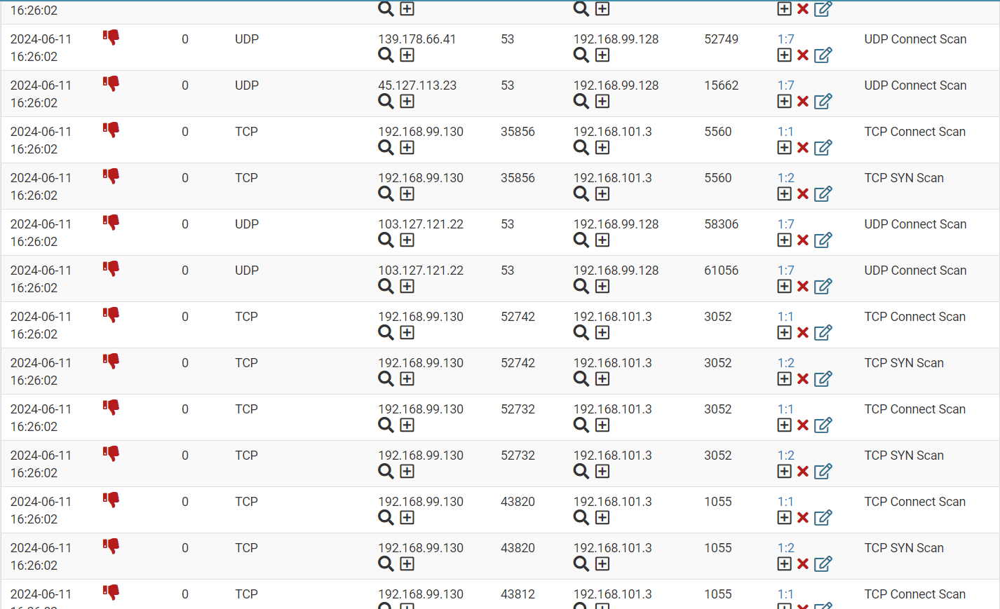 16:26:02
2024-06-11 0 UDP 139.178.66.41 53 192.168.99.128 52749 1:7 UDP Connect Scan
16:26:02
2024-06-11 0 UDP 45.127.113.23 53 192.168.99.128 15662 1:7 UDP Connect Scan
16:26:02
2024-06-11 0 TCP 192.168.99.130 35856 192.168.101.3 5560 1:1 TCP Connect Scan
16:26:02
2024-06-11 0 TCP 192.168.99.130 35856 192.168.101.3 5560 1:2 TCP SYN Scan
16:26:02
2024-06-11 0 UDP 103.127.121.22 53 192.168.99.128 58306 1:7 UDP Connect Scan
16:26:02
2024-06-11 0 UDP 103.127.121.22 53 192.168.99.128 61056 1:7 UDP Connect Scan
16:26:02
2024-06-11 0 TCP 192.168.99.130 52742 192.168.101.3 3052 1:1 TCP Connect Scan
16:26:02
2024-06-11 0 TCP 192.168.99.130 52742 192.168.101.3 3052 1:2 TCP SYN Scan
16:26:02
2024-06-11 0 TCP 192.168.99.130 52732 192.168.101.3 3052 1:1 TCP Connect Scan
16:26:02
2024-06-11 0 TCP 192.168.99.130 52732 192.168.101.3 3052 1:2 TCP SYN Scan
16:26:02
2024-06-11 0 TCP 192.168.99.130 43820 192.168.101.3 1055 1:1 TCP Connect Scan
16:26:02
2024-06-11 0 TCP 192.168.99.130 43820 192.168.101.3 1055 1:2 TCP SYN Scan
16:26:02
2024-06-11 0 TCP 192.168.99.130 43812 192.168.101.3 1055 1:1 TCP Connect Scan